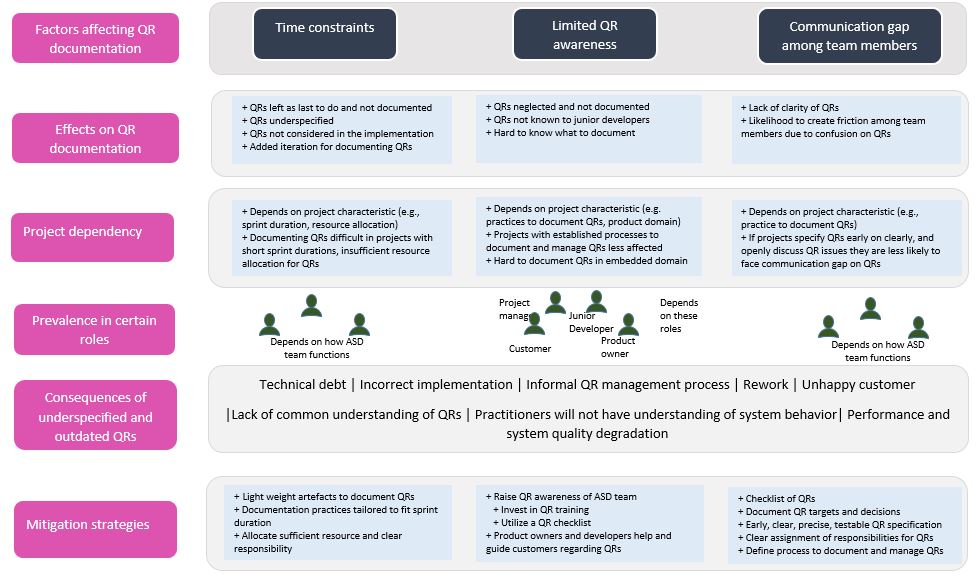 Factors affecting QR
documentation
Time constraints
Limited QR
awareness
Communication gap
among team members
Effects on QR
documentation
+ QRs left as last to do and not documented
+ QRs underspecified
+ QRs not considered in the implementation
+ Added iteration for documenting QRs
+ QRs neglected and not documented
+ QRs not known to junior developers
+ Hard to know what to document
+ Lack of clarity of QRs
+ Likelihood to create friction among team
members due to confusion on QRs
Project dependency
+ Depends on project characteristic (e.g.,
sprint duration, resource allocation)
+ Documenting QRs difficult in projects with
short sprint durations, insufficient resource
allocation for QRs
+ Depends on project characteristic (e.g.
practices to document QRs, product domain)
+ Projects with established processes to
document and manage QRs less affected
+ Hard to document QRs in embedded domain
+ Depends on project characteristic (e.g.,
practice to document QRs)
+ If projects specify QRs early on clearly, and
openly discuss QR issues they are less likely to
face communication gap on QRs
Prevalence in certain
roles
Depends on how ASD
team functions
Project
manag
Junior
Developer
Customer
Product
owner
Depends
on these
roles
Depends on how ASD
team functions
Consequences of
underspecified and
outdated QRs
Technical debt | Incorrect implementation | Informal QR management process | Rework | Unhappy customer
|Lack of common understanding of QRs | Practitioners will not have understanding of system behavior| Performance and
system quality degradation
Mitigation strategies
+ Light weight artefacts to document QRs
+ Documentation practices tailored to fit sprint
duration
+ Allocate sufficient resource and clear
responsibility
+ Raise QR awareness of ASD team
+ Invest in QR training
+ Utilize a QR checklist
+ Product owners and developers help and
guide customers regarding QRs
+ Checklist of QRs
+ Document QR targets and decisions
+ Early, clear, precise, testable QR specification
+ Clear assignment of responsibilities for QRs
+ Define process to document and manage QRs